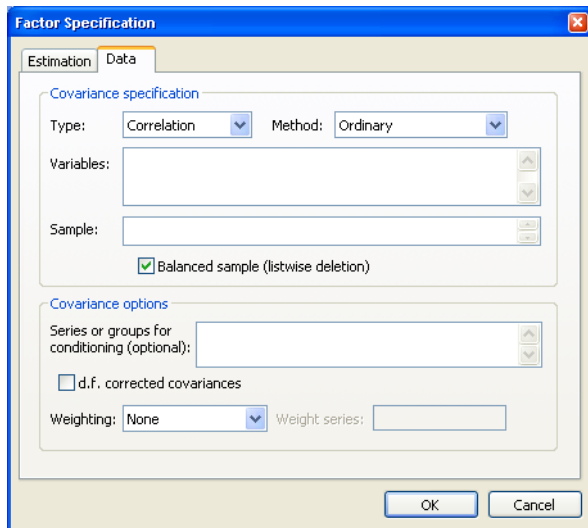 Factor Specification
Estimation
Data
Covariance specification
Type: Correlation Method: Ordinary
Variables:
Sample:
Balanced sample (listwise deletion)
Covariance options
Series or groups for
conditioning (optional):
d.f. corrected covariances
Weighting: None Weight series:
OK Cancel